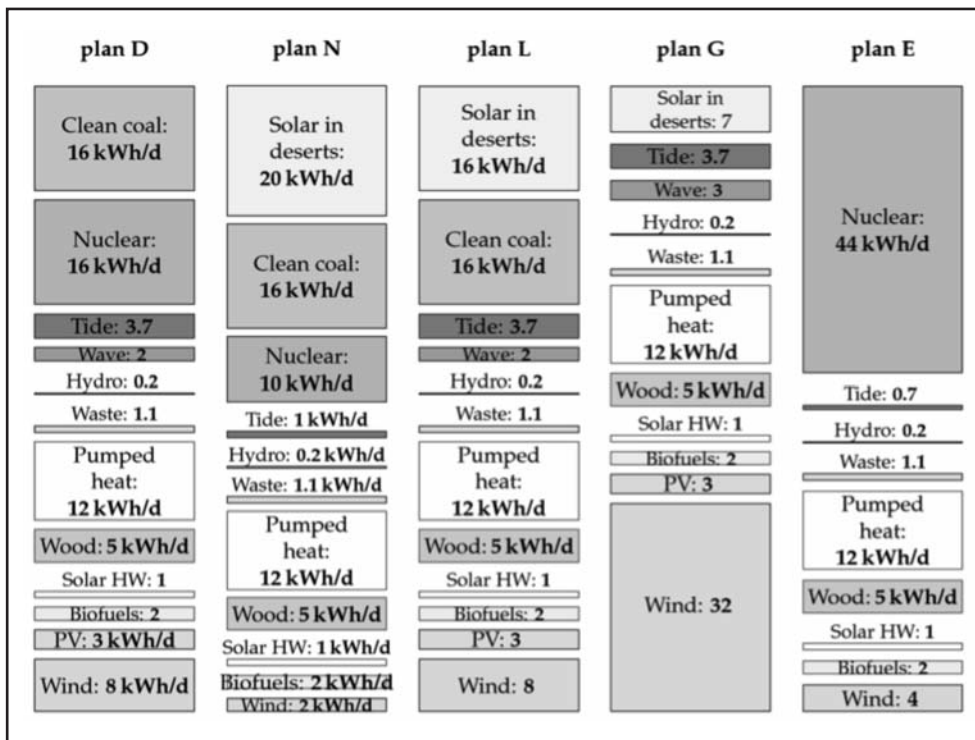 plan D
Clean coal:
16 kWh/d
Nuclear:
16 kWh/d
Tide: 3.7
Wave: 2
Hydro: 0.2
Waste: 1.1
Pumped
heat:
12 kWh/d
Wood: 5 kWh/d
Solar HW: 1
Biofuels: 2
PV: 3 kWh/d
Wind: 8 kWh/d
plan N
Solar in
deserts:
20 kWh/d
Clean coal:
16 kWh/d
Nuclear:
10 kWh/d
Tide: 1 kWh/d
Hydro: 0.2 kWh/d
Waste: 1.1 kWh/d
Pumped
heat:
12 kWh/d
Wood: 5 kWh/d
Solar HW: 1 kWh/d
Biofuels: 2 kWh/d
Wind: 2 kWh/d
plan L
Solar in
deserts:
16 kWh/d
Clean coal:
16 kWh/d
Tide: 3.7
Wave: 2
Hydro: 0.2
Waste: 1.1
Pumped
heat:
12 kWh/d
Wood: 5 kWh/d
Solar HW: 1
Biofuels: 2
PV: 3
Wind: 8
plan G
Solar in
deserts: 7
Tide: 3.7
Wave: 3
Hydro: 0.2
Waste: 1.1
Pumped
heat:
12 kWh/d
Wood: 5 kWh/d
Solar HW: 1
Biofuels: 2
PV: 3
Wind: 32
plan E
Nuclear:
44 kWh/d
Tide: 0.7
Hydro: 0.2
Waste: 1.1
Pumped
heat:
12 kWh/d
Wood: 5 kWh/d
Solar HW: 1
Biofuels: 2
Wind: 4